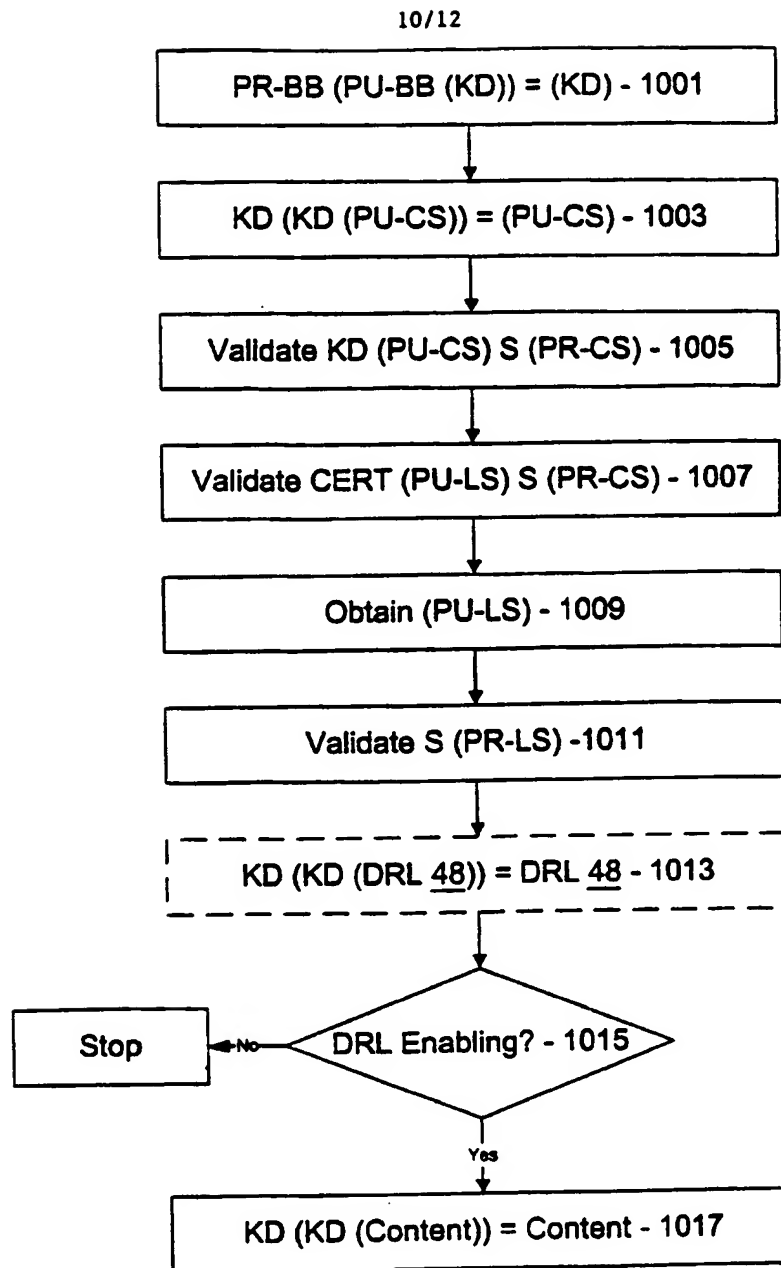 10/12
PR-BB (PU-BB (KD)) = (KD) - 1001
KD (KD (PU-CS)) = (PU-CS) - 1003
Validate KD (PU-CS) S (PR-CS) - 1005
Validate CERT (PU-LS) S (PR-CS) - 1007
Obtain (PU-LS) - 1009
Validate S (PR-LS) -1011
KD (KD (DRL 48)) = DRL 48 - 1013
DRL Enabling? - 1015
No
Stop
Yes
KD (KD (Content)) = Content - 1017